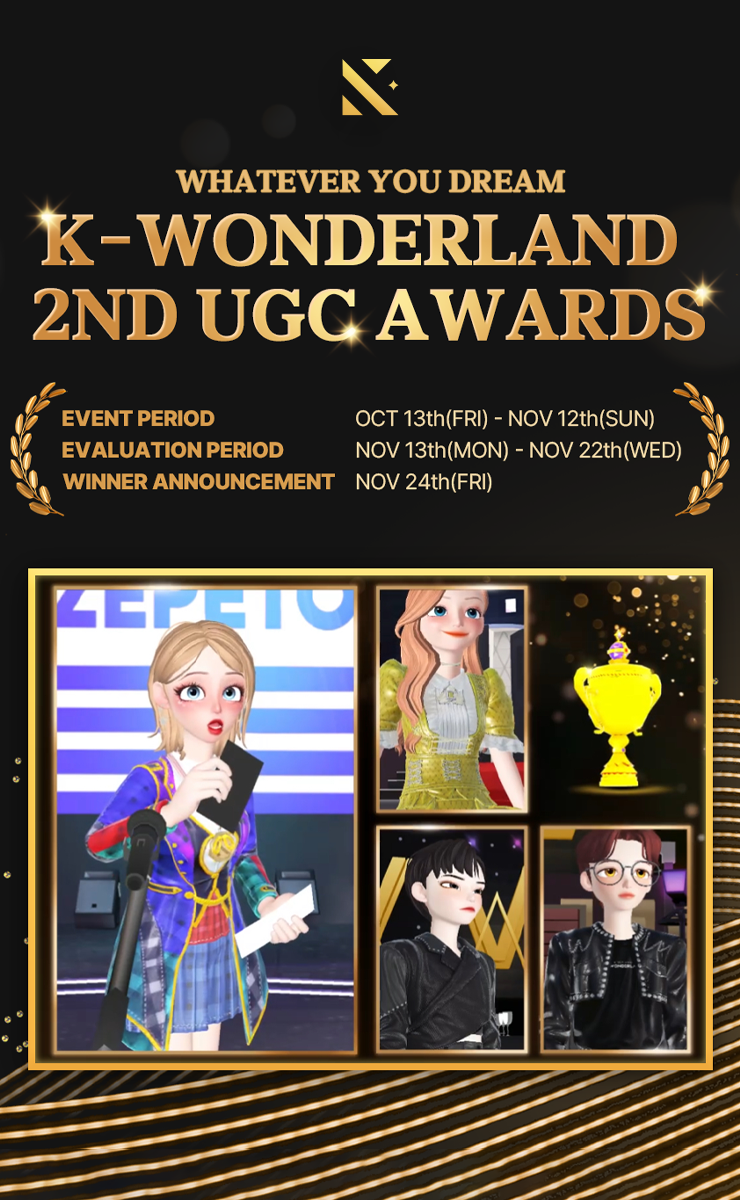 WHATEVER YOU DREAM
K-WONDERLAND
2ND UGC AWARDS
EVENT PERIOD OCT 13th(FRI) - NOV 12th(SUN)
EVALUATION PERIOD NOV 13th(MON) - NOV 22th(WED)
WINNER ANNOUNCEMENT NOV 24th(FRI)
ZEPETO